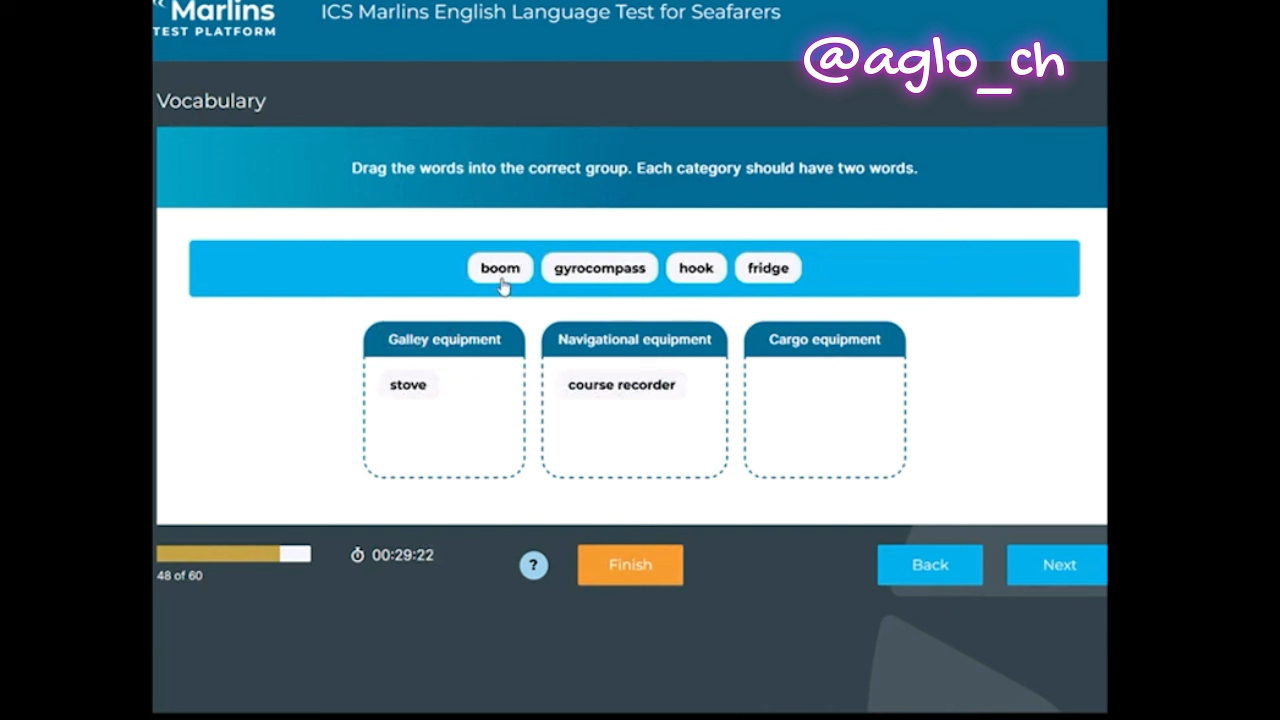 Marlins
TEST PLATFORM
ICS Marlins English Language Test for Seafarers
@aglo_ch
Vocabulary
Drag the words into the correct group. Each category should have two words.
boom gyrocompass hook fridge
Galley equipment Navigational equipment Cargo equipment
stove course recorder
00:29:22
48 of 60
?
Finish
Back
Next